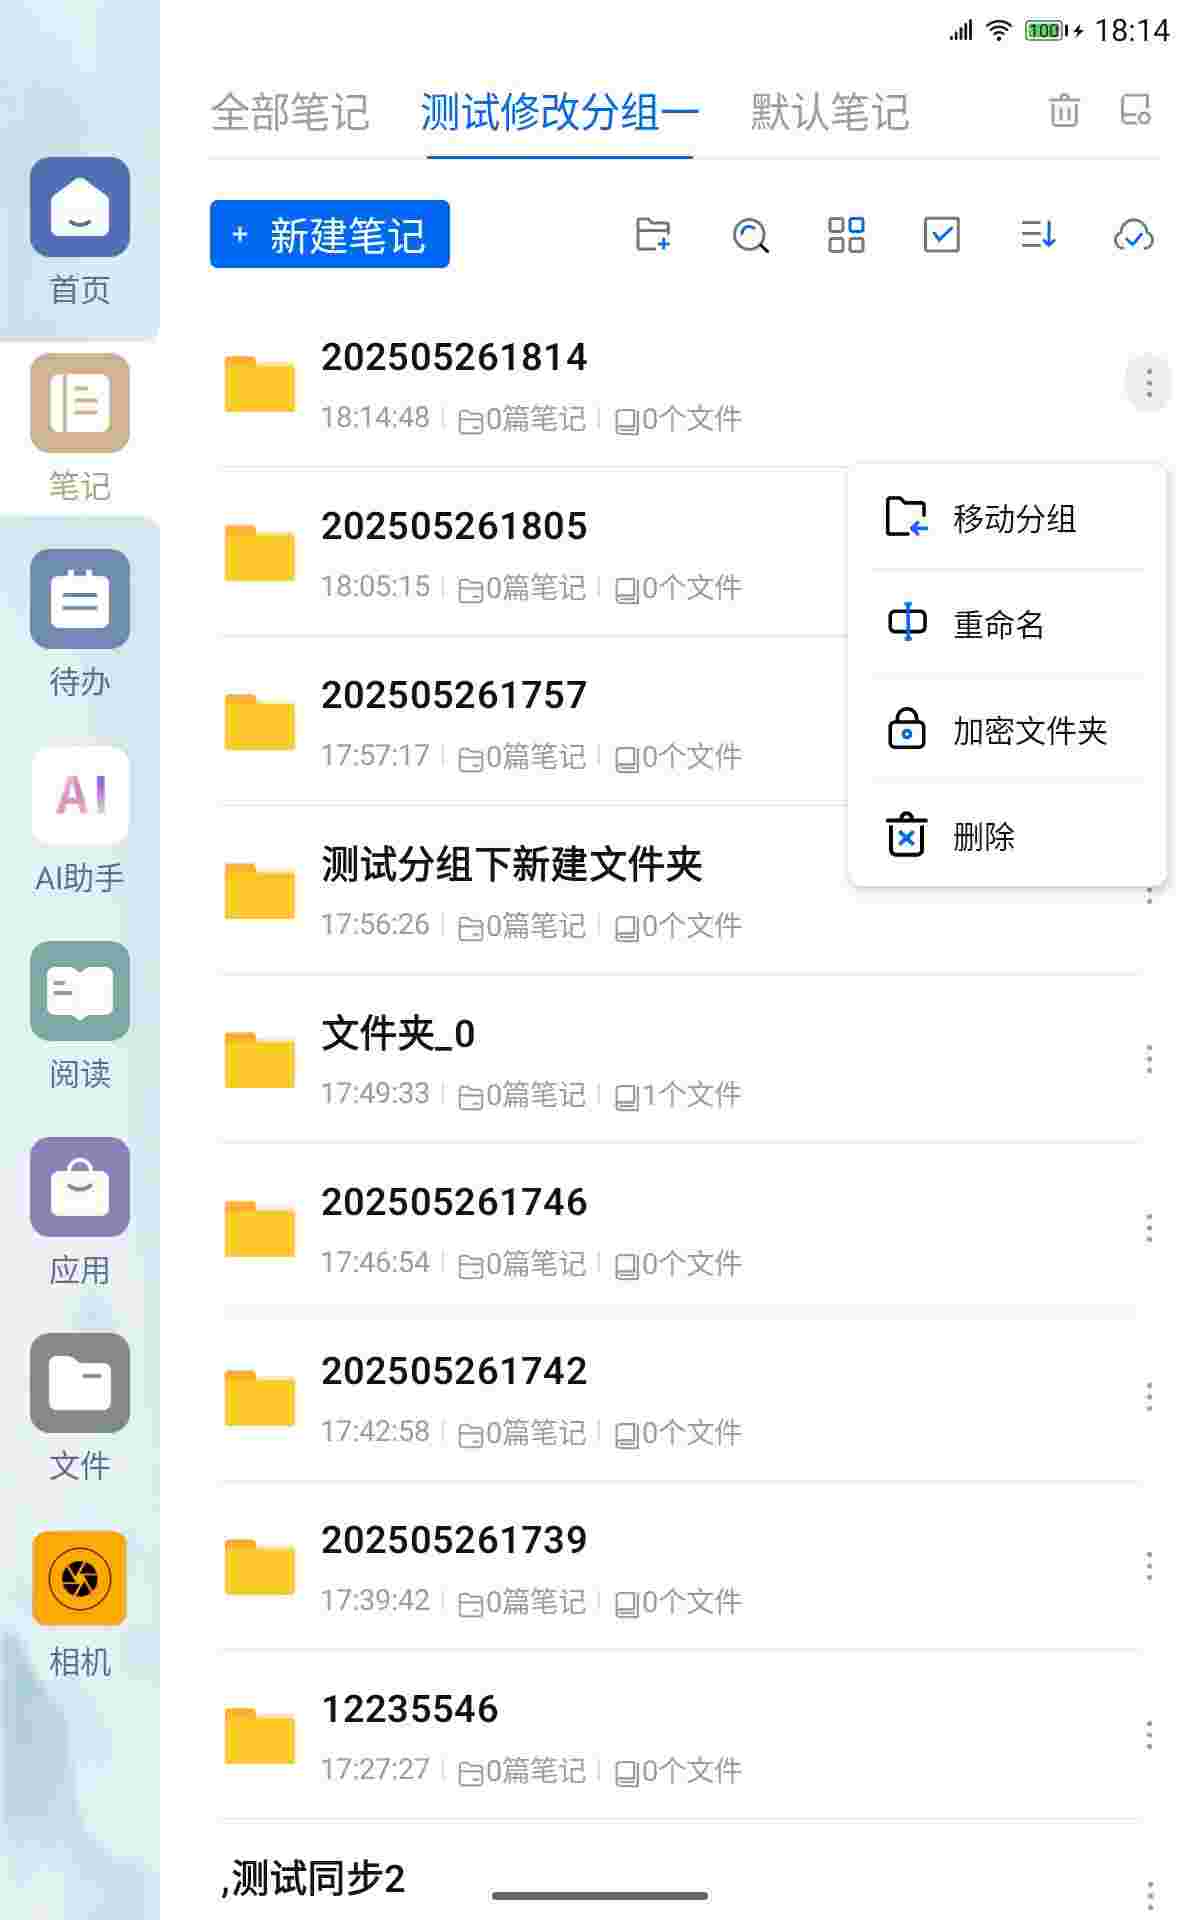 100 18:14
全部笔记 测试修改分组一 默认笔记
+ 新建笔记
首页
笔记
待办
AI
AI助手
阅读
应用
文件
相机
202505261814
18:14:48 0篇笔记 0个文件
202505261805
18:05:15 0篇笔记 0个文件
202505261757
17:57:17 0篇笔记 0个文件
测试分组下新建文件夹
17:56:26 0篇笔记 0个文件
文件夹_0
17:49:33 0篇笔记 1个文件
202505261746
17:46:54 0篇笔记 0个文件
202505261742
17:42:58 0篇笔记 0个文件
202505261739
17:39:42 0篇笔记 0个文件
12235546
17:27:27 0篇笔记 0个文件
,测试同步2
移动分组
重命名
加密文件夹
删除